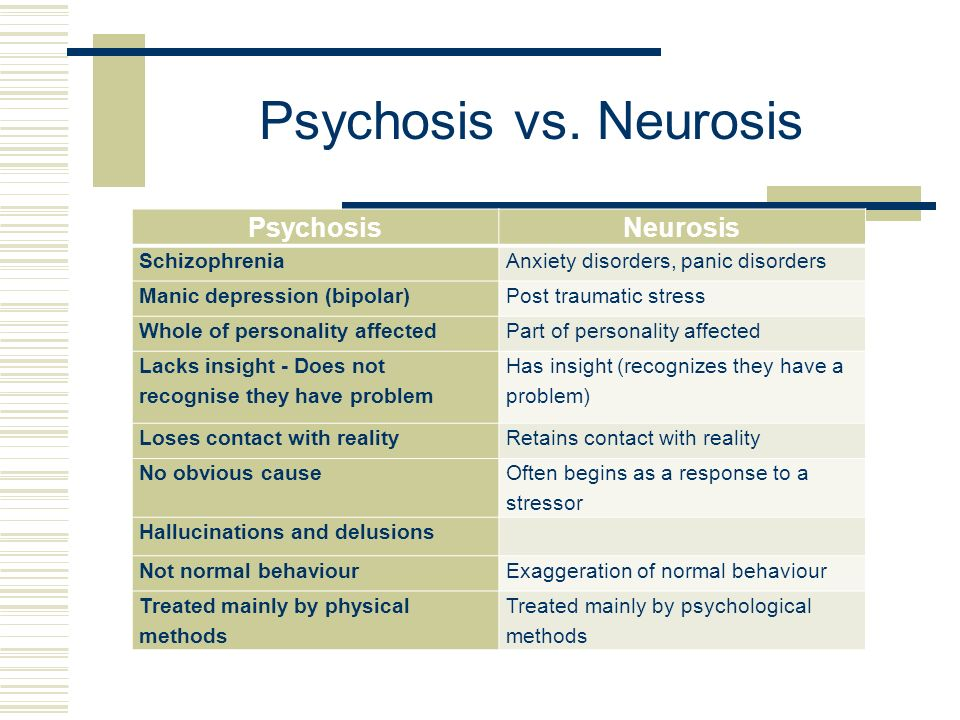 Psychosis vs. Neurosis
Psychosis Neurosis
Schizophrenia Anxiety disorders, panic disorders
Manic depression (bipolar) Post traumatic stress
Whole of personality affected Part of personality affected
Lacks insight - Does not Has insight (recognizes they have a
recognise they have problem problem)
Loses contact with reality Retains contact with reality
No obvious cause Often begins as a response to a
stressor
Hallucinations and delusions
Not normal behaviour Exaggeration of normal behaviour
Treated mainly by physical Treated mainly by psychological
methods methods